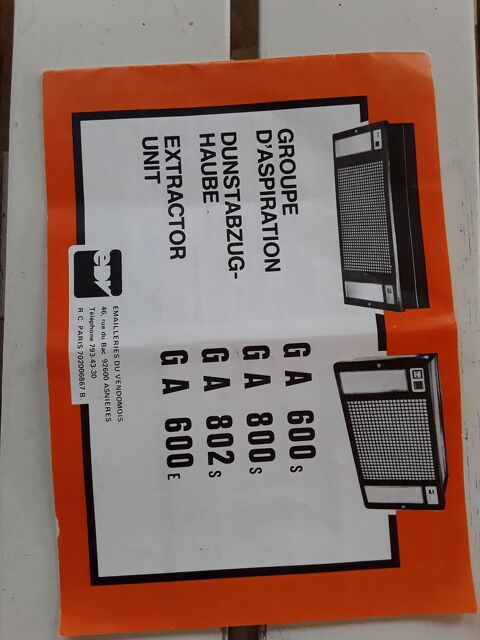 GROUPE
D'ASPIRATION
DUNSTABZUG-
HAUBE
EXTRACTOR
UNIT
GA 600S
GA 800S
GA 802S
GA 600E
edv
EMAILLERIES DU VENDOMOIS
46, rue du Bac 92600 ASNIERES
Téléphone 793-43-30
R.C. PARIS 702006867 B